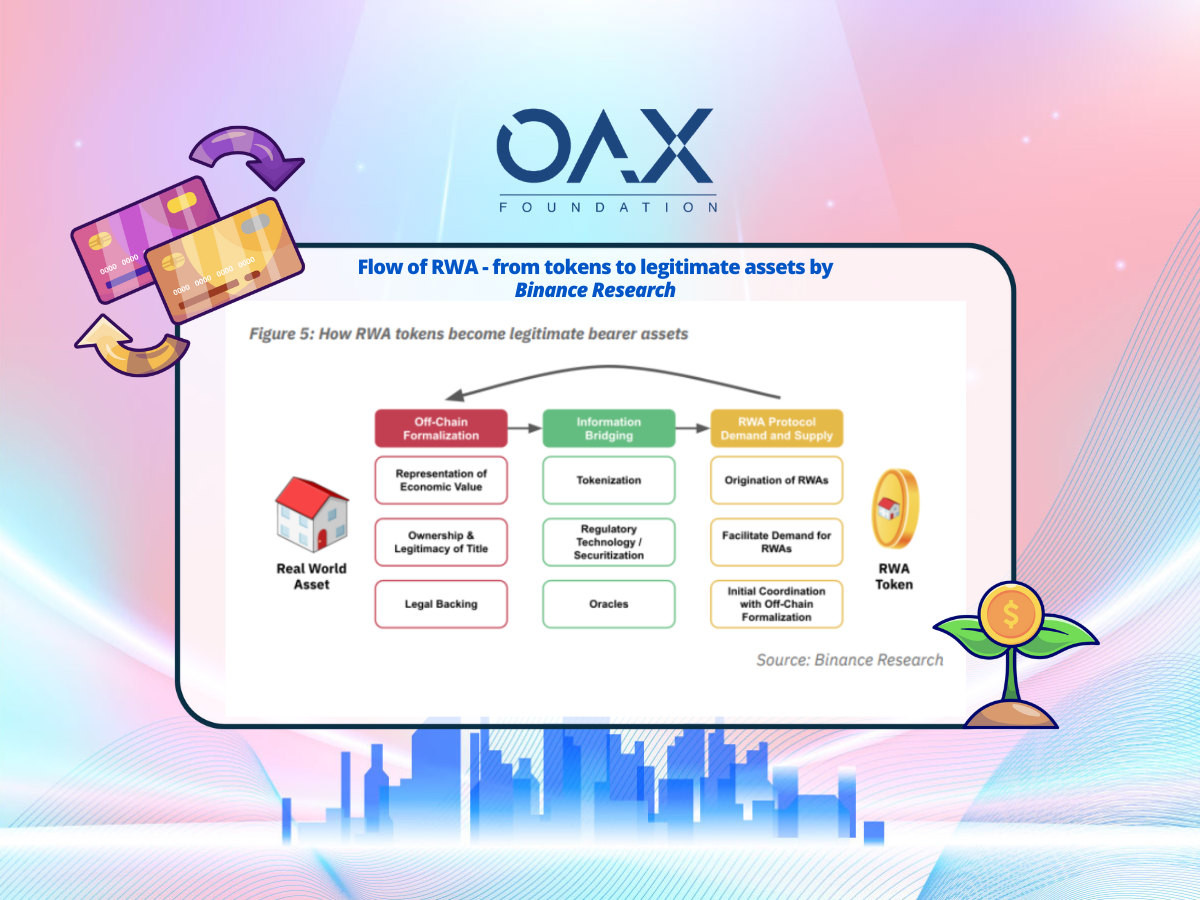 OAX
FOUNDATION
Flow of RWA - from tokens to legitimate assets by
Binance Research
Figure 5: How RWA tokens become legitimate bearer assets
Off-Chain
Formalization
Information
Bridging
RWA Protocol
Demand and Supply
Representation of
Economic Value
Tokenization
Origination of RWAs
Ownership &
Legitimacy of Title
Regulatory
Technology /
Securitization
Facilitate Demand for
RWAs
Legal Backing
Oracles
Initial Coordination
with Off-Chain
Formalization
Real World
Asset
RWA
Token
Source: Binance Research
0000 0000 0000 0000
0000 0000
$